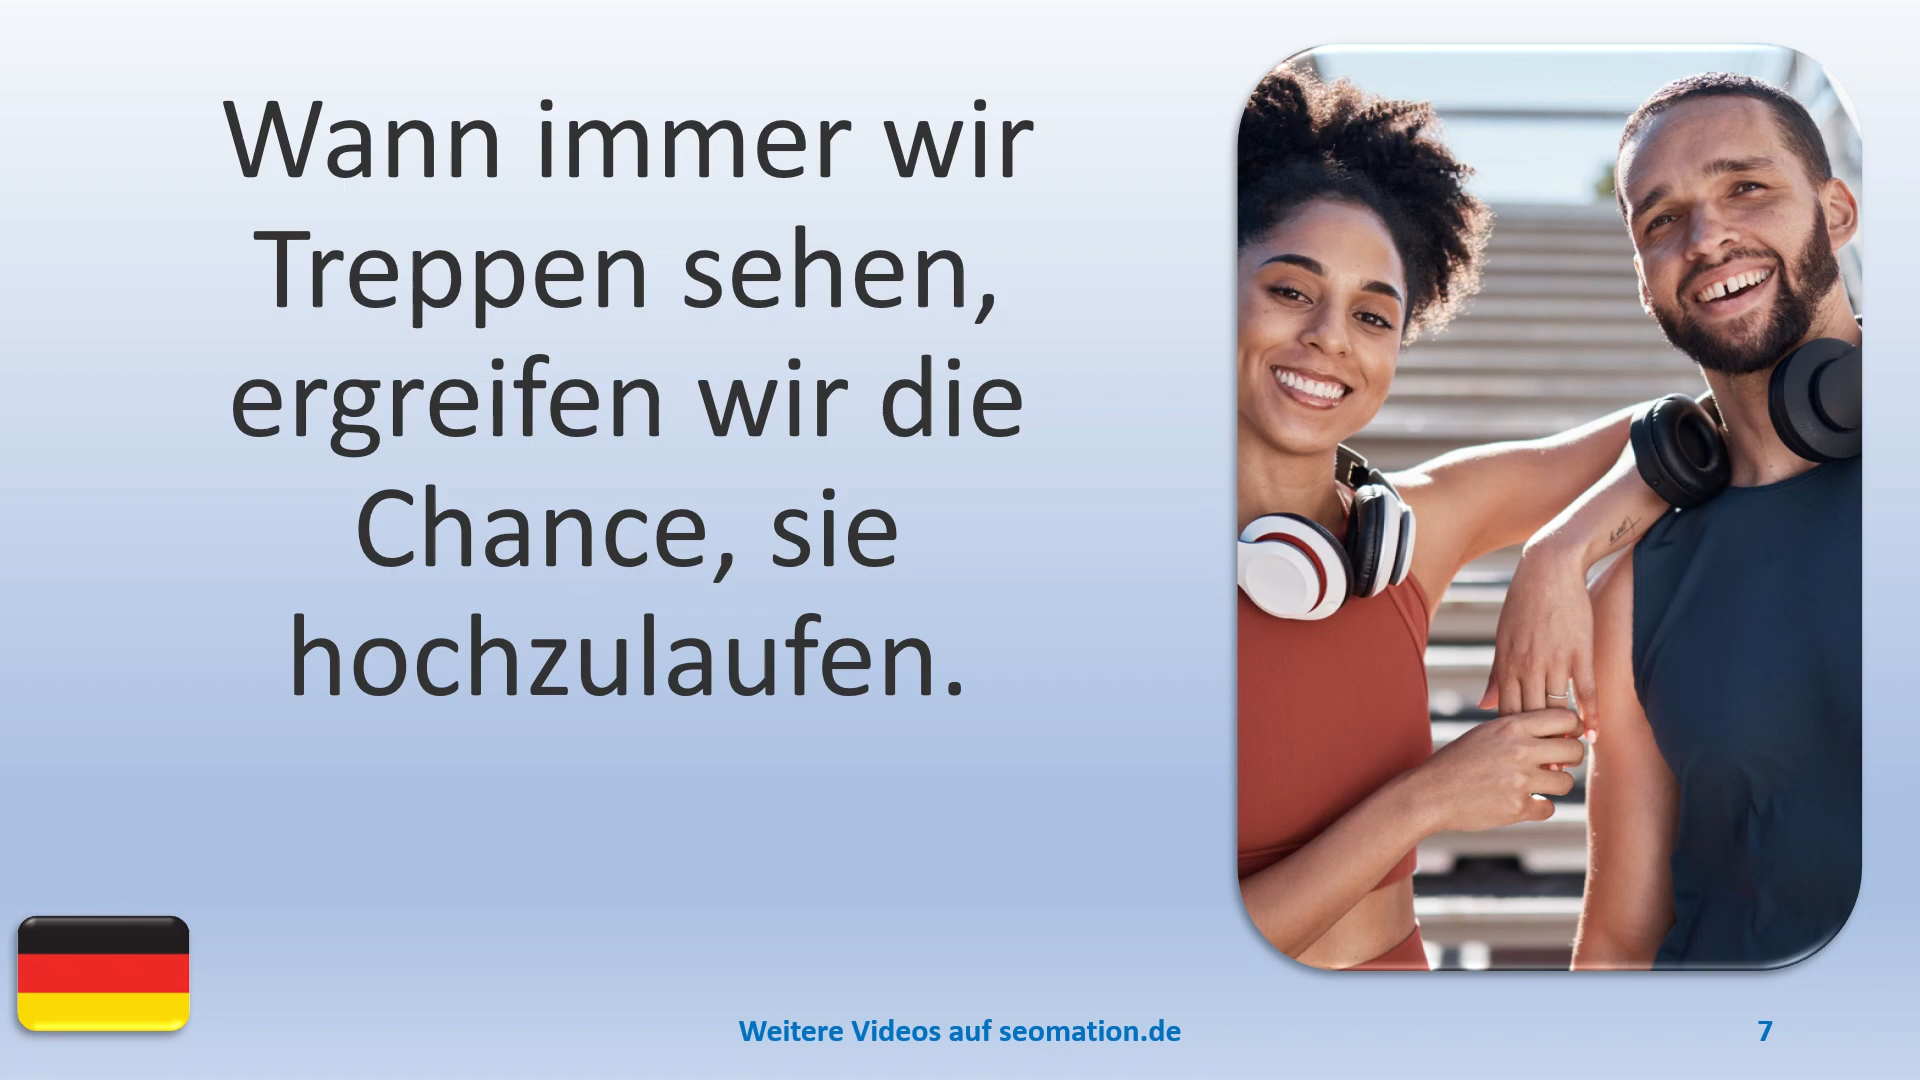 Wann immer wir
Treppen sehen,
ergreifen wir die
Chance, sie
hochzulaufen.
Weitere Videos auf seomation.de
7